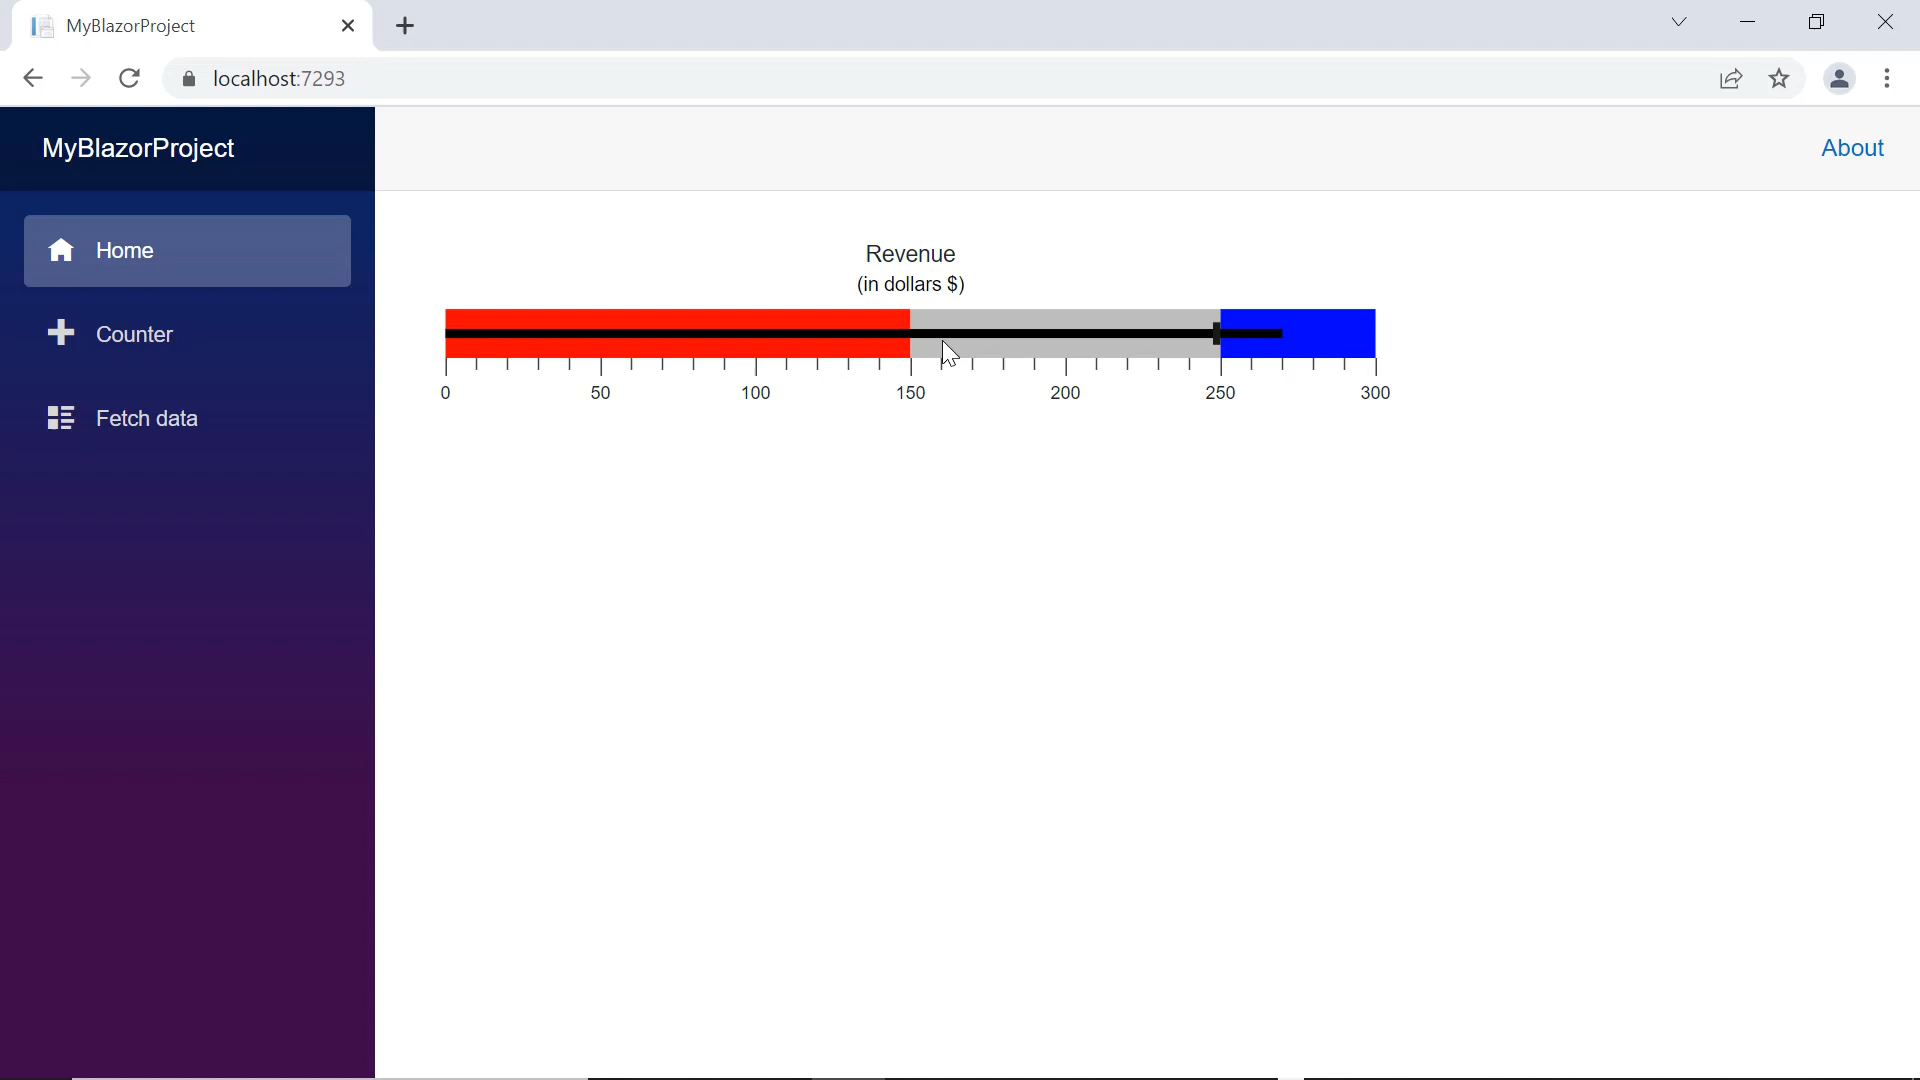 MyBlazorProject
localhost:7293
MyBlazorProject
About
Home
Counter
Fetch data
Revenue
(in dollars $)
0 50 100 150 200 250 300